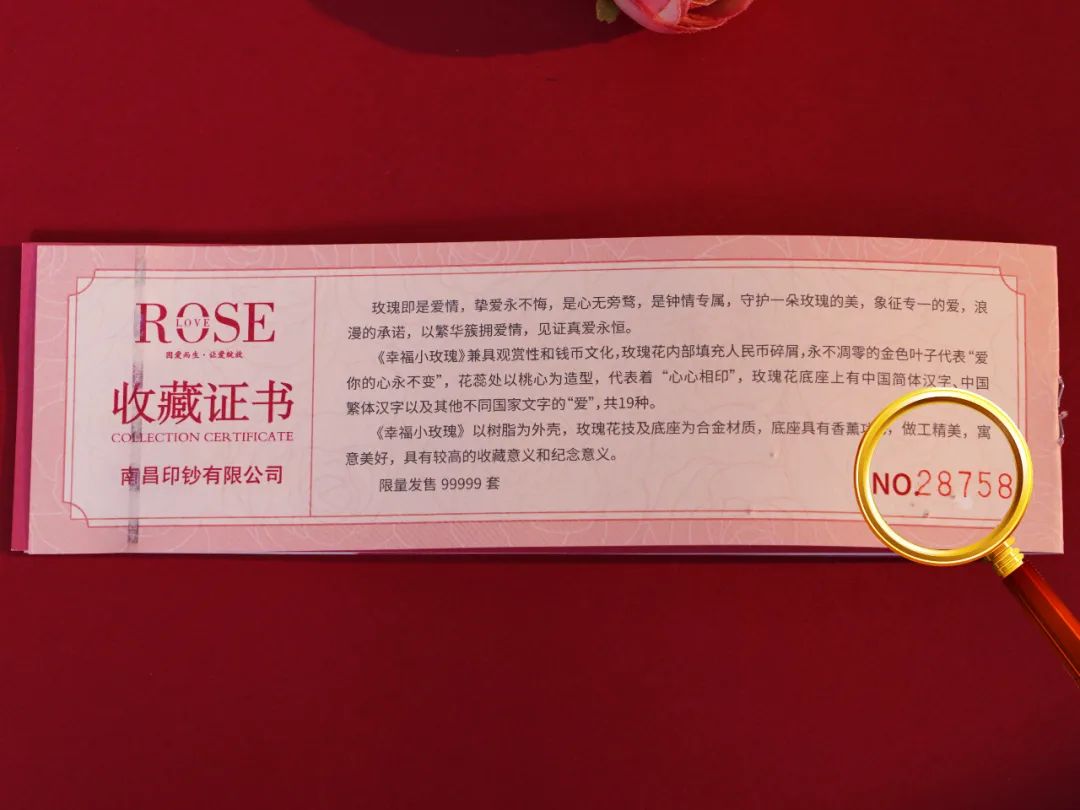 ROSE
LOVE
因爱而生·让爱绽放
收藏证书
COLLECTION CERTIFICATE
南昌印钞有限公司
玫瑰即是爱情，挚爱永不悔，是心无旁骛，是钟情专属，守护一朵玫瑰的美，象征专一的爱，浪
漫的承诺，以繁华簇拥爱情，见证真爱永恒。
《幸福小玫瑰》兼具观赏性和钱币文化，玫瑰花内部填充人民币碎屑，永不凋零的金色叶子代表“爱
你的心永不变”，花蕊处以桃心为造型，代表着“心心相印”，玫瑰花底座上有中国简体汉字、中国
繁体汉字以及其他不同国家文字的“爱”，共19种。
《幸福小玫瑰》以树脂为外壳，玫瑰花技及底座为合金材质，底座具有香薰，做工精美，寓
意美好，具有较高的收藏意义和纪念意义。
限量发售 99999 套
NO.28758